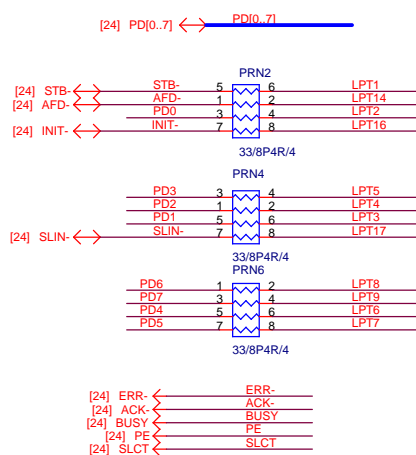 [24] PD[0..7] PD[0..7]
PRN2
[24] STB- STB- 5 6 LPT1
[24] AFD- AFD- 1 2 LPT14
PD0 3 4 LPT2
[24] INIT- INIT- 7 8 LPT16
33/8P4R/4
PRN4
PD3 3 4 LPT5
PD2 1 2 LPT4
PD1 5 6 LPT3
[24] SLIN- SLIN- 7 8 LPT17
33/8P4R/4
PRN6
PD6 1 2 LPT8
PD7 3 4 LPT9
PD4 5 6 LPT6
PD5 7 8 LPT7
33/8P4R/4
[24] ERR- ERR-
[24] ACK- ACK-
[24] BUSY BUSY
[24] PE PE
[24] SLCT SLCT